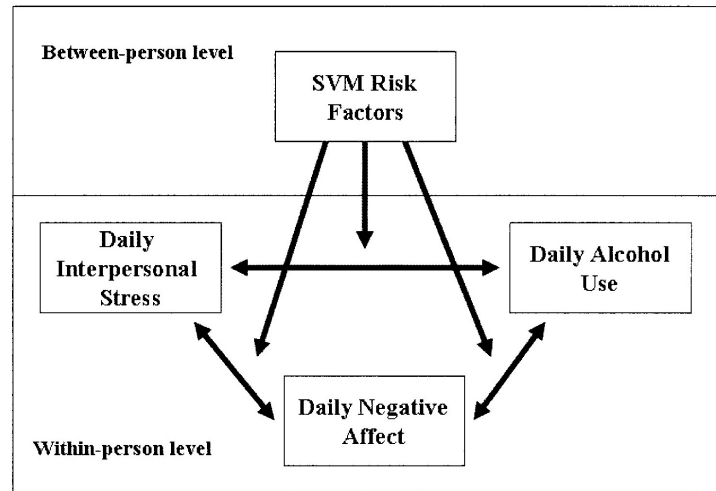 Between-person level
SVM Risk
Factors
Daily
Interpersonal
Stress
Daily Alcohol
Use
Daily Negative
Affect
Within-person level